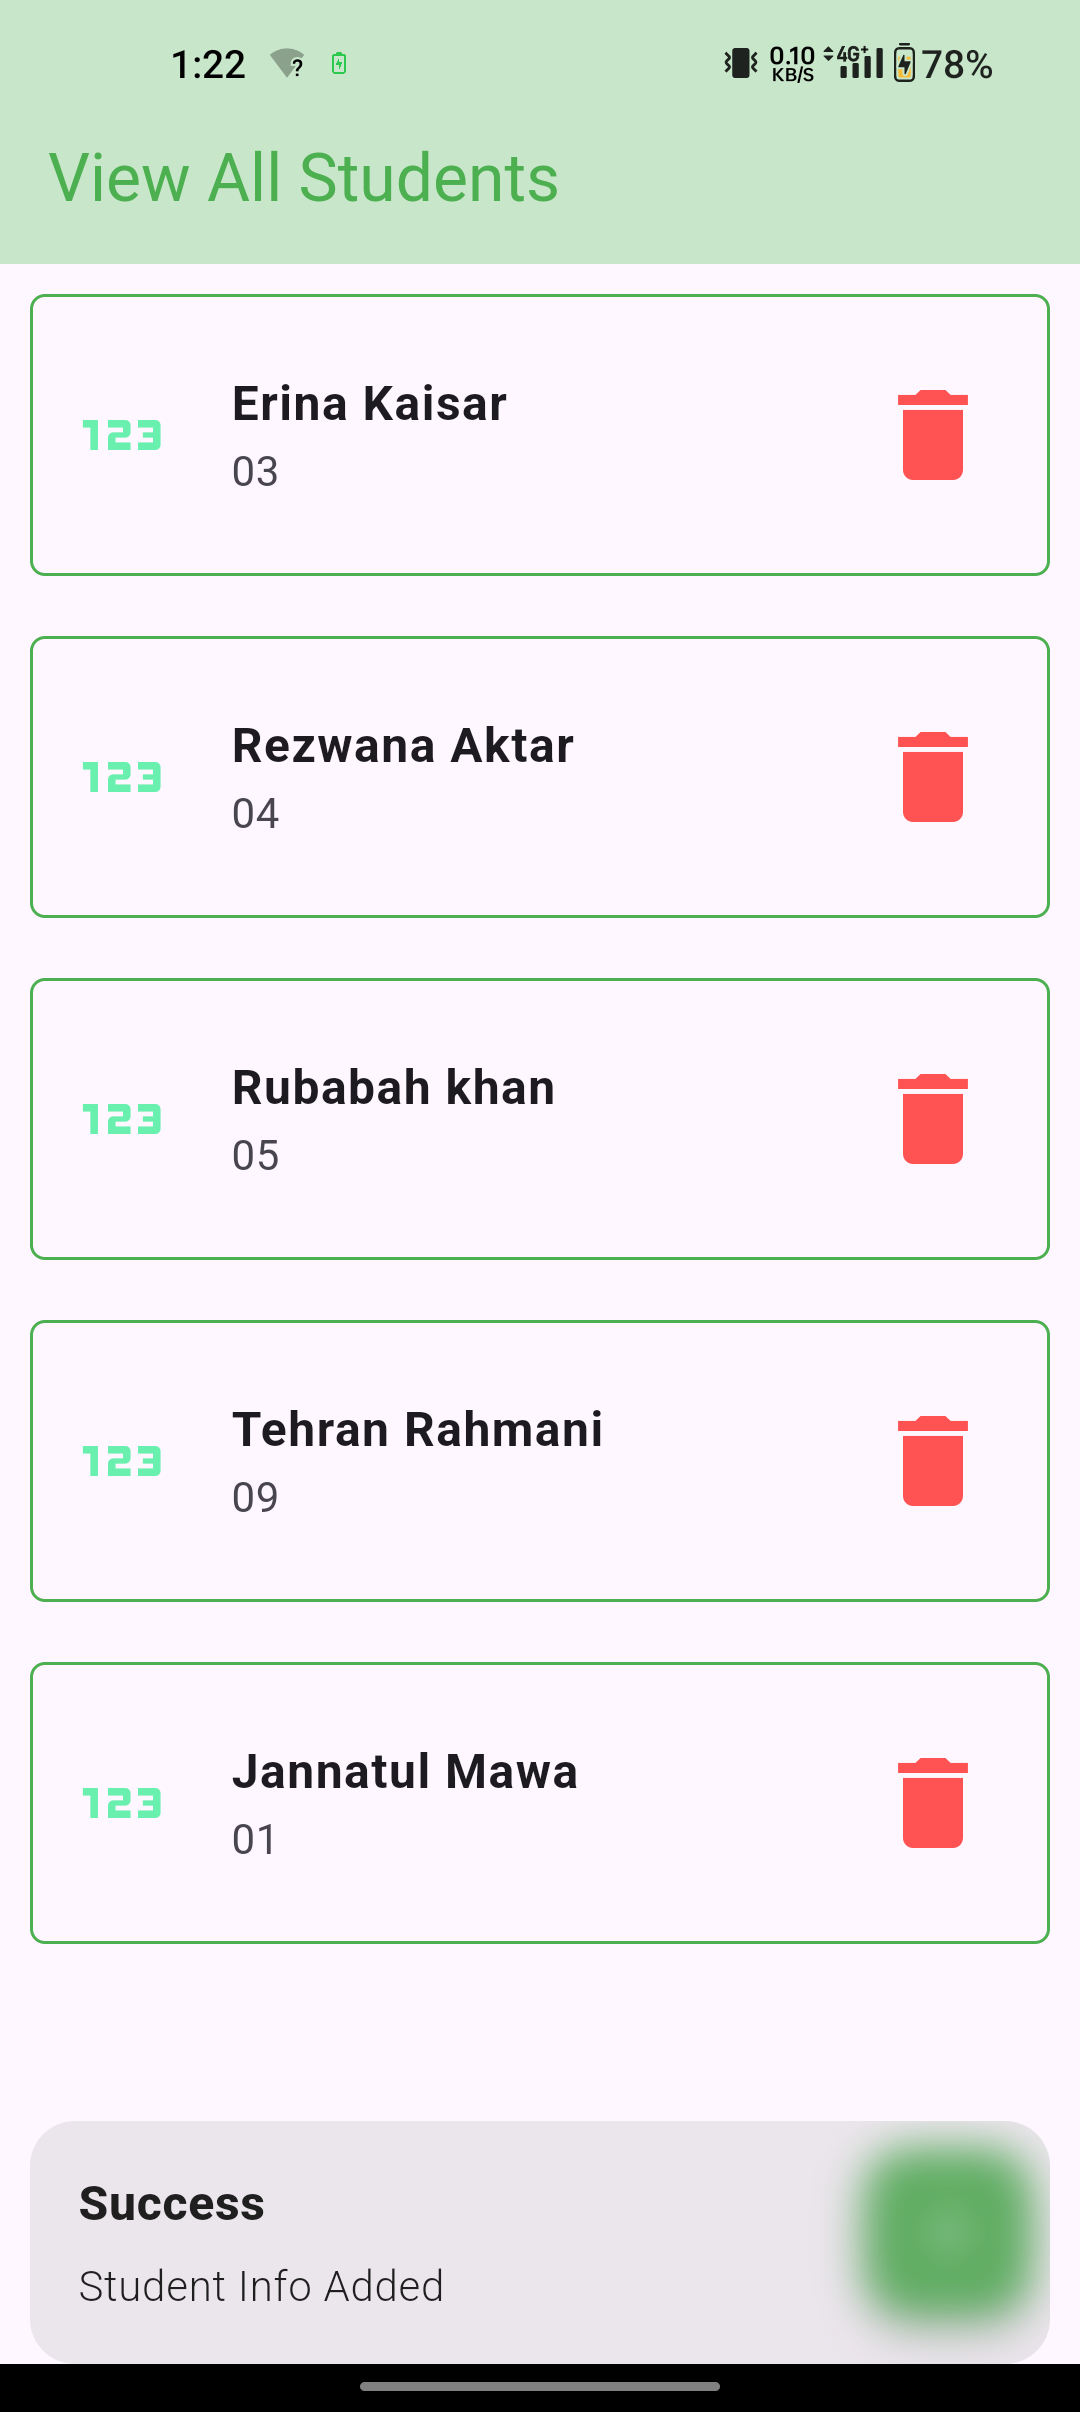 1:22 ? 0.10 KB/S 4G+ 78%
View All Students
Erina Kaisar
123
03
Rezwana Aktar
123
04
Rubabah khan
123
05
Tehran Rahmani
123
09
Jannatul Mawa
123
01
Success
Student Info Added